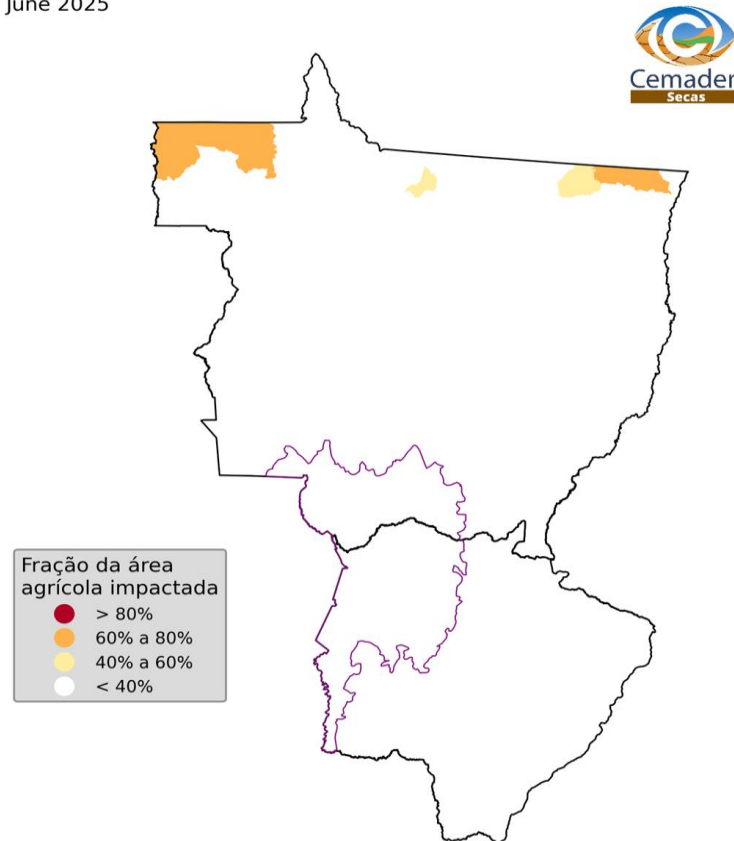 June 2025
Cemaden
Secas
Fração da área
agrícola impactada
> 80%
60% a 80%
40% a 60%
< 40%